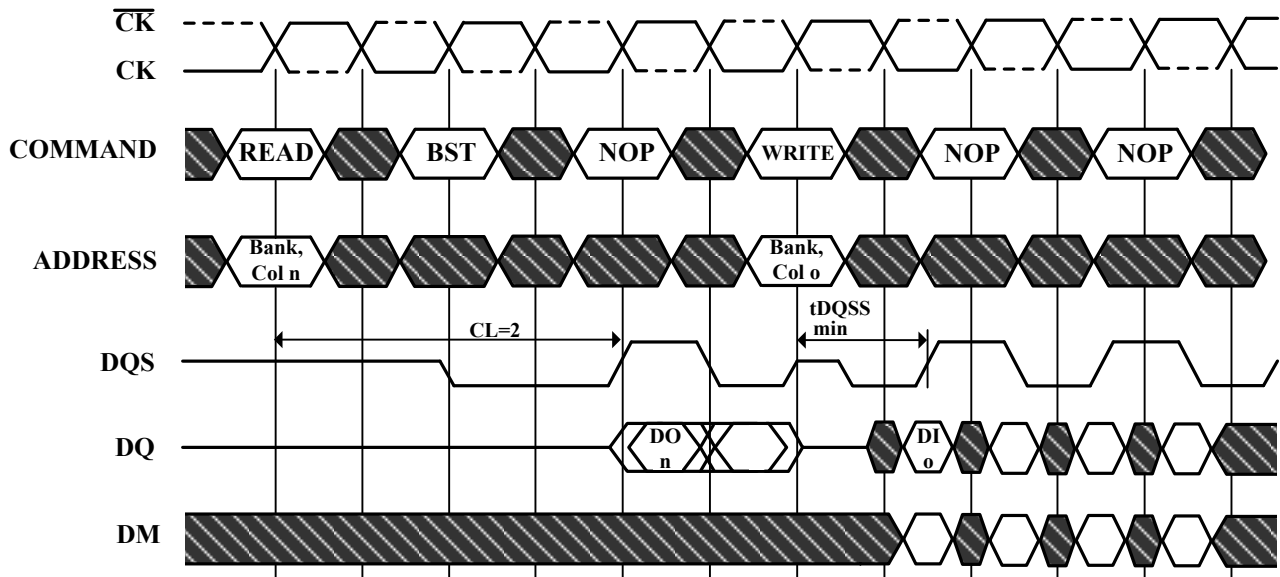 CK
CK
COMMAND READ BST NOP WRITE NOP NOP
ADDRESS Bank, Col n Bank, Col o
CL=2 tDQSS min
DQS
DQ DO n DI o
DM